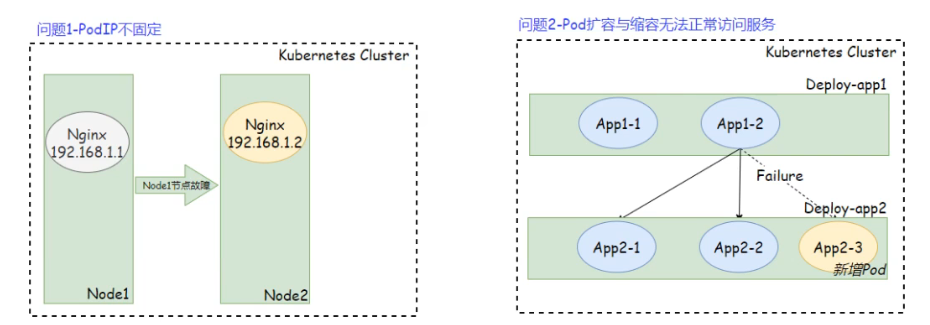 问题1-PodIP不固定
Kubernetes Cluster
Nginx
192.168.1.1
Nginx
192.168.1.2
Node1节点故障
Node1
Node2
问题2-Pod扩容与缩容无法正常访问服务
Kubernetes Cluster
Deploy-app1
App1-1
App1-2
Failure
Deploy-app2
App2-1
App2-2
App2-3
新增Pod